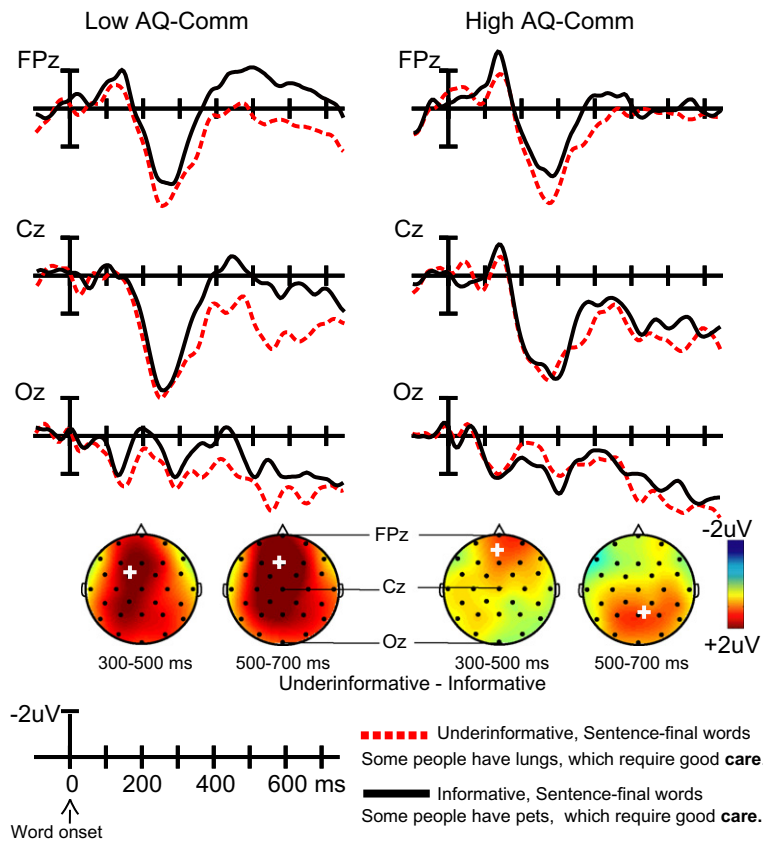 Low AQ-Comm
High AQ-Comm
FPz
FPz
Cz
Cz
Oz
Oz
FPz
Cz
Oz
-2uV
+2uV
300-500 ms
500-700 ms
300-500 ms
500-700 ms
Underinformative - Informative
-2uV
0 200 400 600 ms
Word onset
Underinformative, Sentence-final words
Some people have lungs, which require good care
Informative, Sentence-final words
Some people have pets, which require good care.